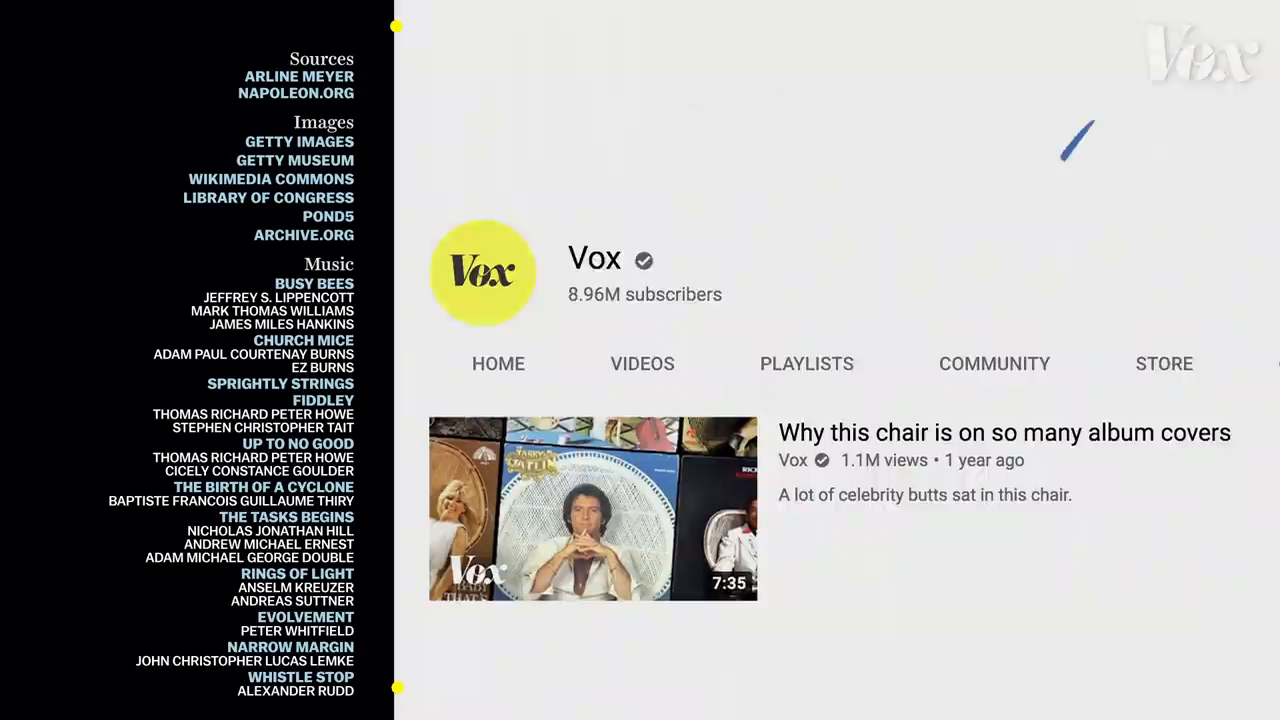 Sources
ARLINE MEYER
NAPOLEON.ORG
Images
GETTY IMAGES
GETTY MUSEUM
WIKIMEDIA COMMONS
LIBRARY OF CONGRESS
POND5
ARCHIVE.ORG
Music
BUSY BEES
JEFFREY S. LIPPENCOTT
MARK THOMAS WILLIAMS
JAMES MILES HANKINS
CHURCH MICE
ADAM PAUL COURTENAY BURNS
EZ BURNS
SPRIGHTLY STRINGS
FIDDLEY
THOMAS RICHARD PETER HOWE
STEPHEN CHRISTOPHER TAIT
UP TO NO GOOD
THOMAS RICHARD PETER HOWE
CICELY CONSTANCE GOULDER
THE BIRTH OF A CYCLONE
BAPTISTE FRANCOIS GUILLAUME THIRY
THE TASKS BEGINS
NICHOLAS JONATHAN HILL
ANDREW MICHAEL ERNEST
ADAM MICHAEL GEORGE DOUBLE
RINGS OF LIGHT
ANSELM KREUZER
ANDREAS SUTTNER
EVOLVEMENT
PETER WHITFIELD
NARROW MARGIN
JOHN CHRISTOPHER LUCAS LEMKE
WHISTLE STOP
ALEXANDER RUDD
Vox
Vox
Vox
8.96M subscribers
HOME VIDEOS PLAYLISTS COMMUNITY STORE
Vox
7:35
Why this chair is on so many album covers
Vox 1.1M views • 1 year ago
A lot of celebrity butts sat in this chair.